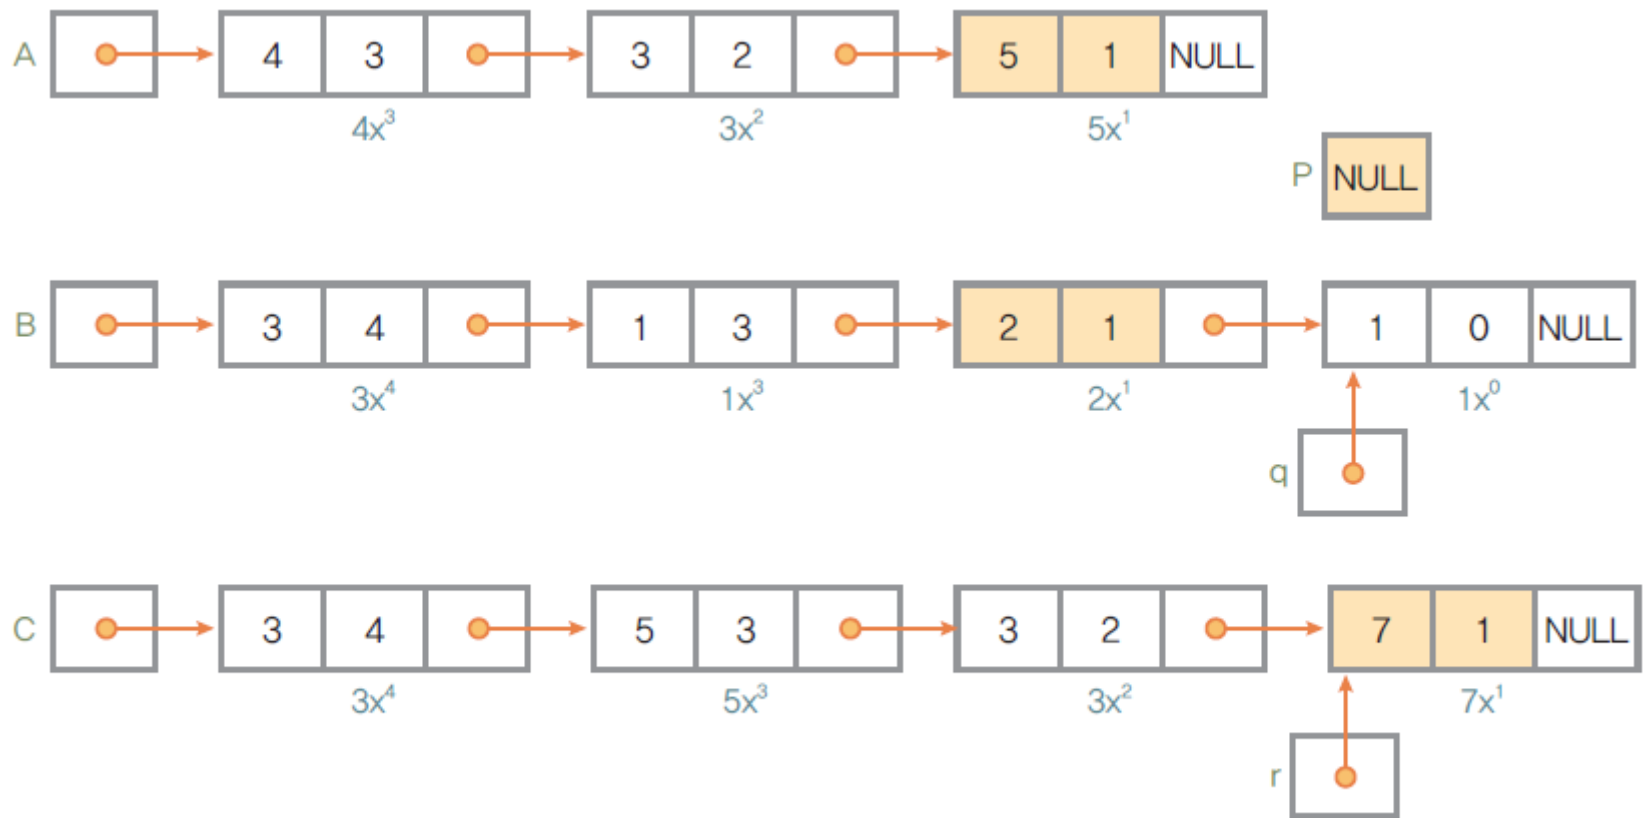 A 4 3 3 2 5 1 NULL
4x³ 3x² 5x¹
P NULL
B 3 4 1 3 2 1 1 0 NULL
3x⁴ 1x³ 2x¹ 1x⁰
q
C 3 4 5 3 3 2 7 1 NULL
3x⁴ 5x³ 3x² 7x¹
r